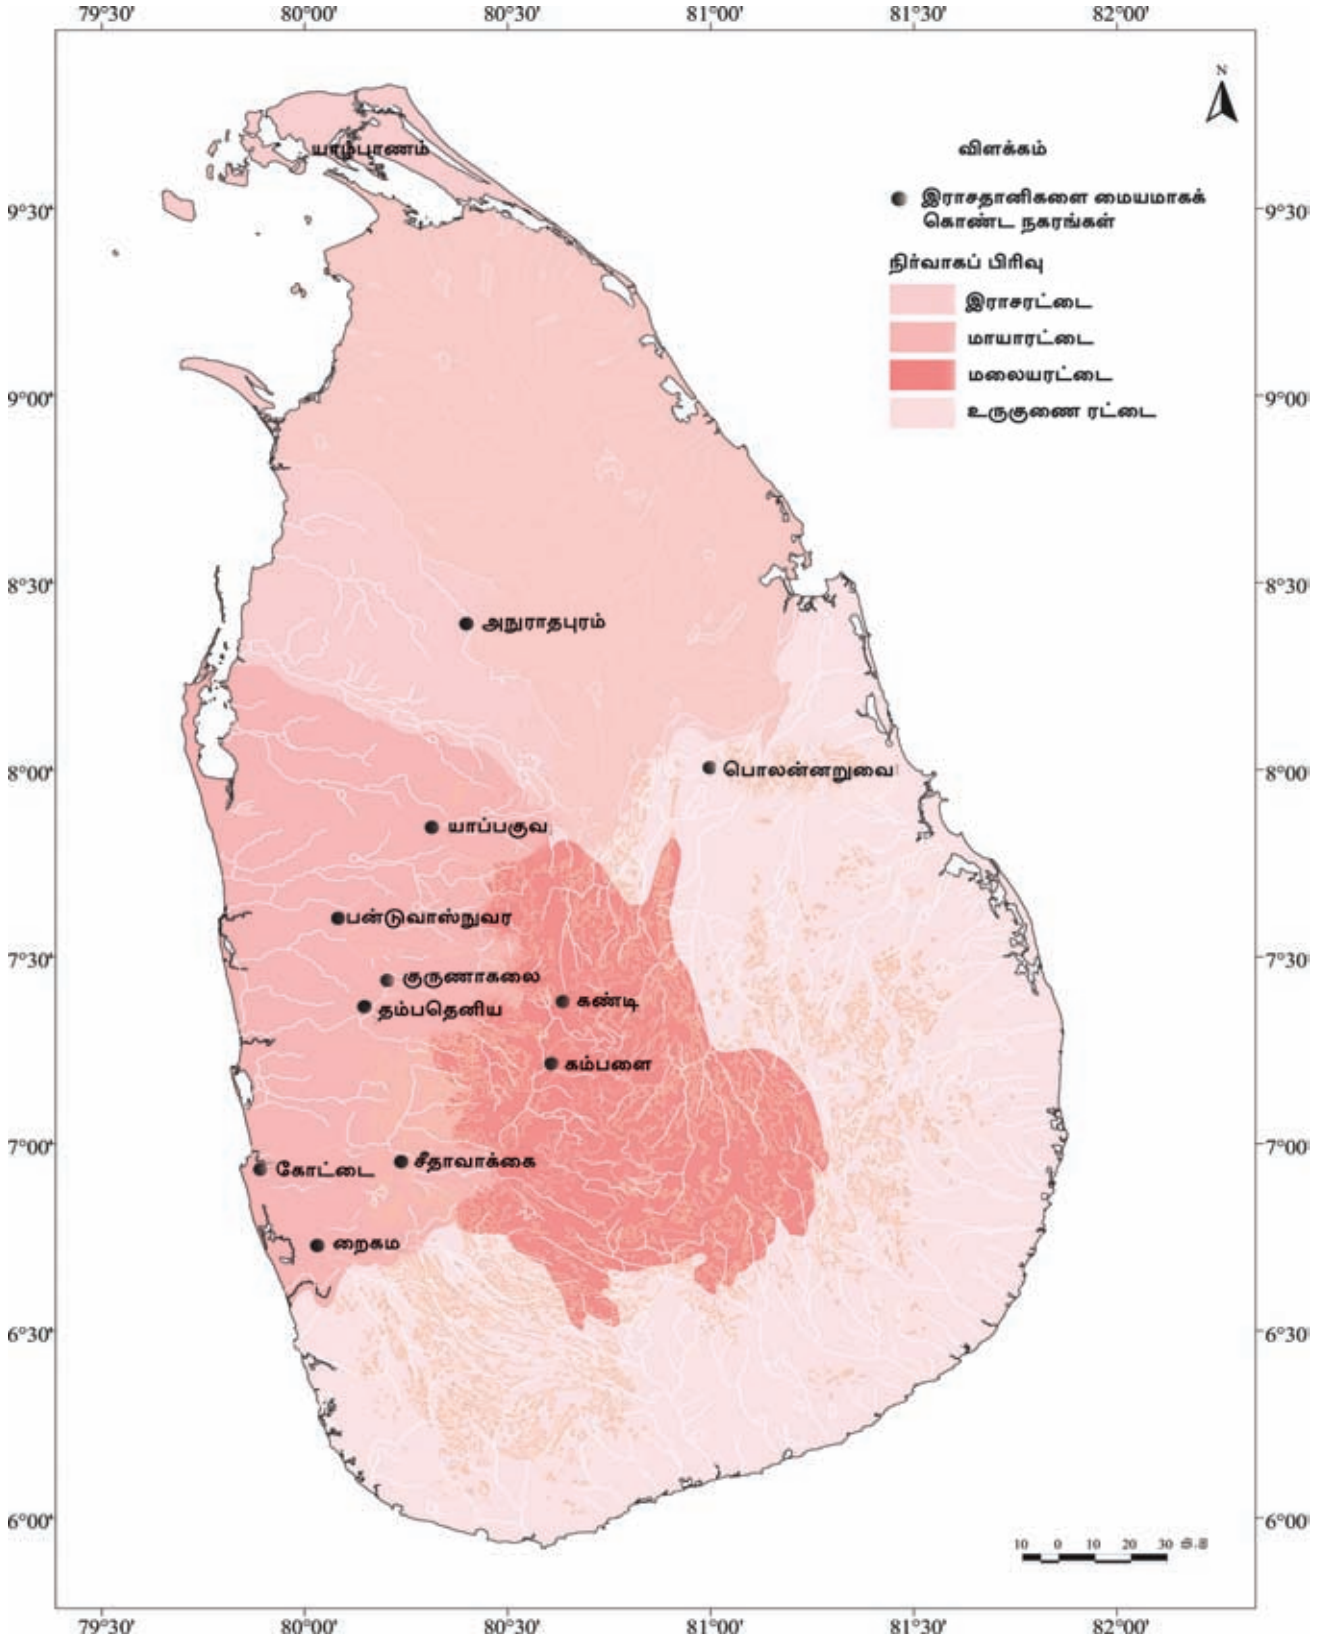 79°30' 80°00' 80°30' 81°00' 81°30' 82°00'
N
யாழ்பாணம்
விளக்கம்
இராசதானிகளை மையமாகக்
கொண்ட நகரங்கள்
9°30' 9°30'
நிர்வாகப் பிரிவு
இராசரட்டை
மாயாரட்டை
மலையரட்டை
9°00' 9°00'
உருகுணை ரட்டை
8°30' 8°30'
அநுராதபுரம்
8°00' பொலன்னறுவை 8°00'
யாப்பகுவ
பன்டுவாஸ்நுவர
7°30' 7°30'
குருணாகலை
தம்பதெனிய கண்டி
கம்பளை
7°00' 7°00'
கோட்டை சீதாவாக்கை
றைகம
6°30' 6°30'
6°00' 6°00'
10 0 10 20 30 கி.மீ
79°30' 80°00' 80°30' 81°00' 81°30' 82°00'